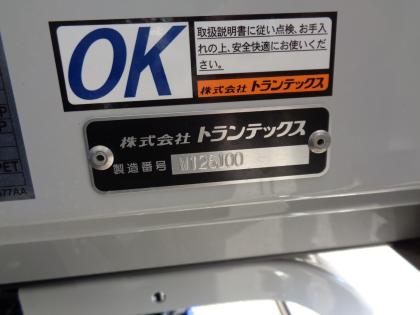 OK
取扱説明書に従い点検、お手入
れの上、安全快適にお使いくだ
さい。
株式会社 トランテックス
株式会社 トランテックス
製造番号
PET
77AA